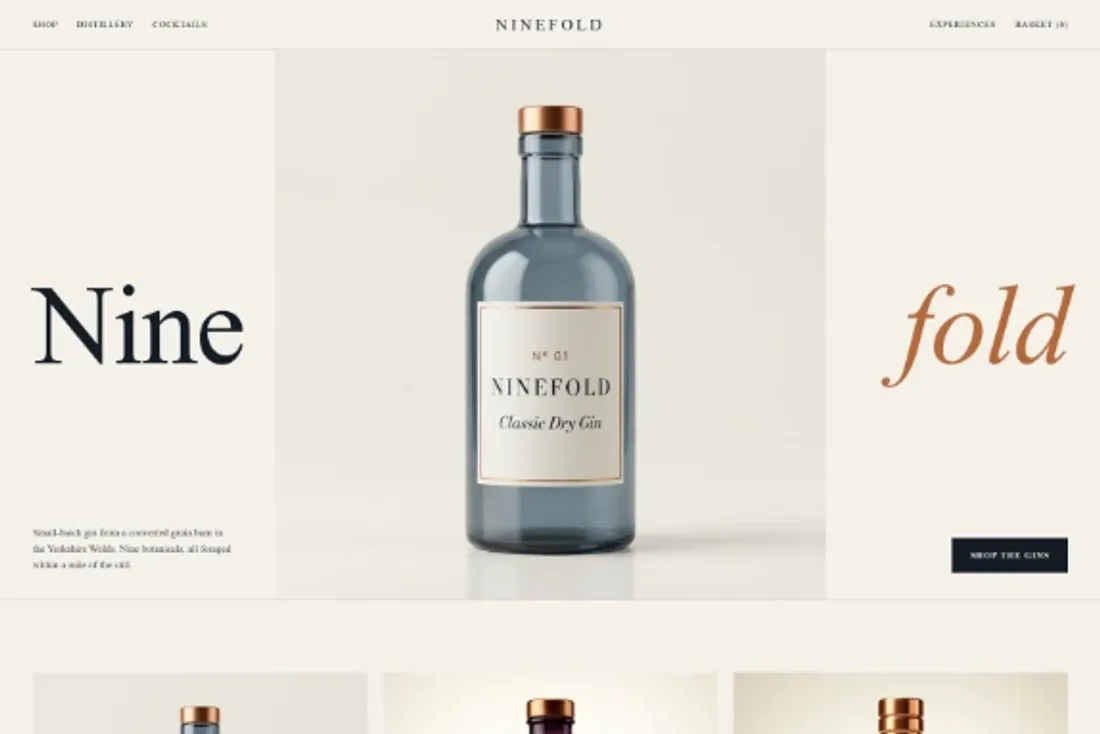 SHOP DISTILLERY COCKTAILS
NINEFOLD
EXPERIENCES BASKET (0)
Nine
fold
Nº 01
NINEFOLD
Classic Dry Gin
Small-batch gin from a converted grain barn in
the Yorkshire Wolds. Nine botanicals, all foraged
within a mile of the still.
SHOP THE GINS